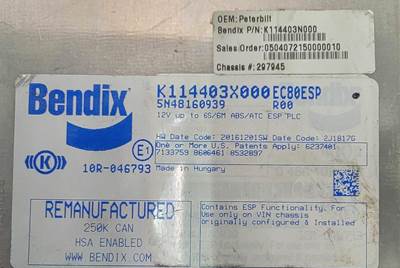 OEM: Peterbilt
Bendix P/N: K114403N000
Sales Order: 0504072150000010
Chassis #: 297945
Bendix
K114403X000 EC80ESP
SN48160939 R00
12V up to 6S/6M ABS/ATC ESP PLC
HW Date Code: 20161201SW Date Code: 2J1817G
One or More U.S. Patents Apply: 6237401,
7133759 8606461 8532897
Made in Hungary
K
E1
10R-046793
REMANUFACTURED
250K CAN
HSA ENABLED
WWW.BENDIX.COM
Contains ESP Functionality. For
Use only on VIN chassis
originally configured & Installed